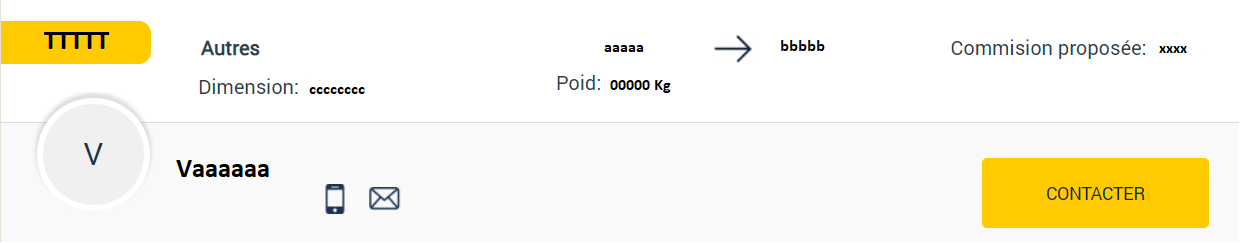 TTTTT
Autres aaaaa bbbbb Commision proposée: xxxx
Dimension: cccccccc Poid: 00000 Kg
V
Vaaaaaa
CONTACTER